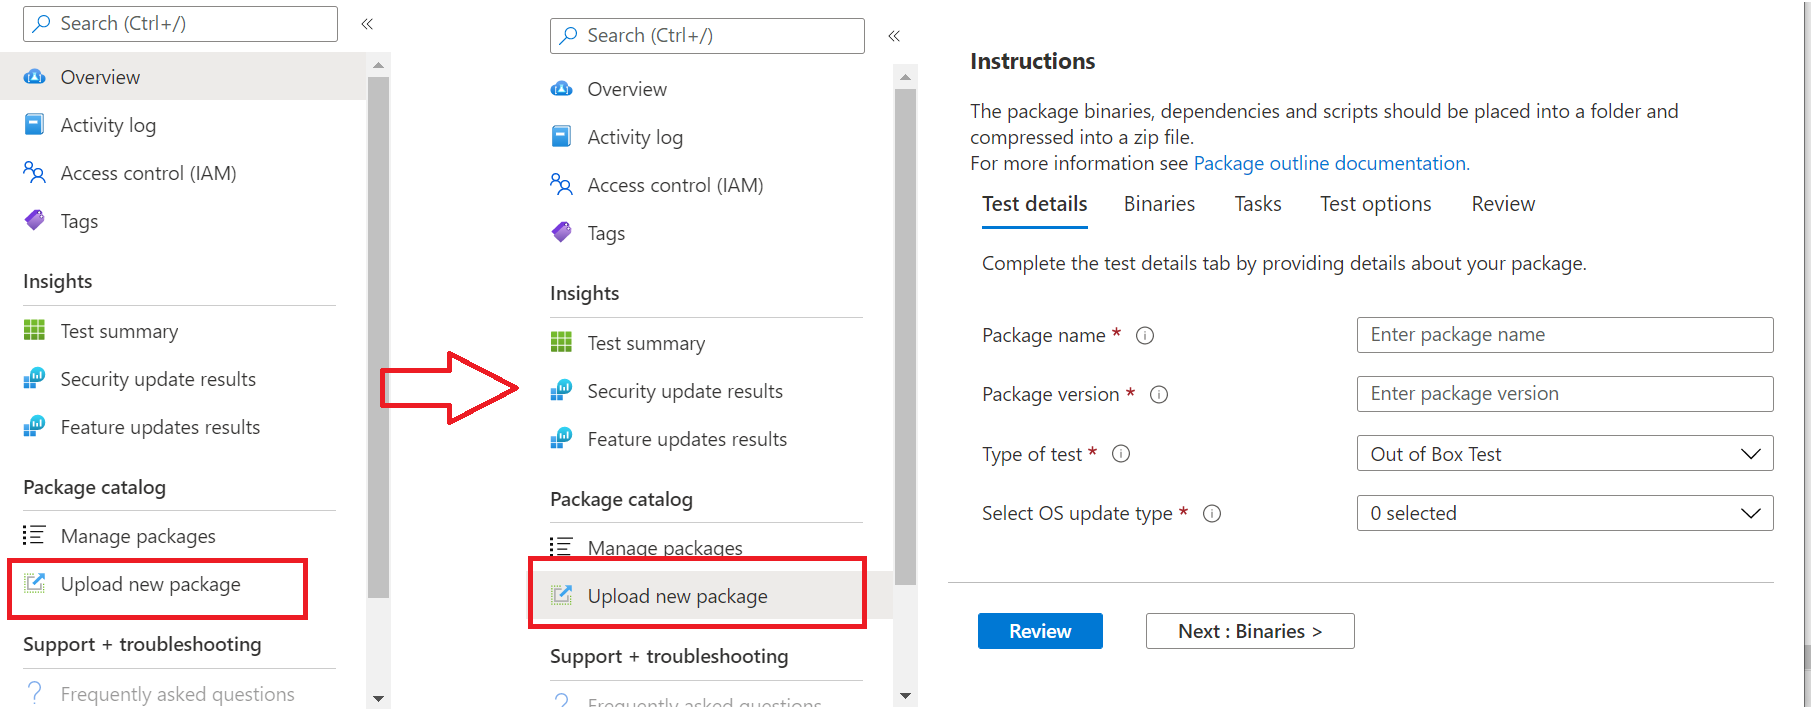 Search (Ctrl+/)
«
Overview
Activity log
Access control (IAM)
Tags
Insights
Test summary
Security update results
Feature updates results
Package catalog
Manage packages
Upload new package
Support + troubleshooting
Frequently asked questions
Search (Ctrl+/)
«
Overview
Activity log
Access control (IAM)
Tags
Insights
Test summary
Security update results
Feature updates results
Package catalog
Manage packages
Upload new package
Support + troubleshooting
Frequently asked questions
Instructions
The package binaries, dependencies and scripts should be placed into a folder and
compressed into a zip file.
For more information see Package outline documentation.
Test details Binaries Tasks Test options Review
Complete the test details tab by providing details about your package.
Package name * Enter package name
Package version * Enter package version
Type of test * Out of Box Test
Select OS update type * 0 selected
Review Next : Binaries >